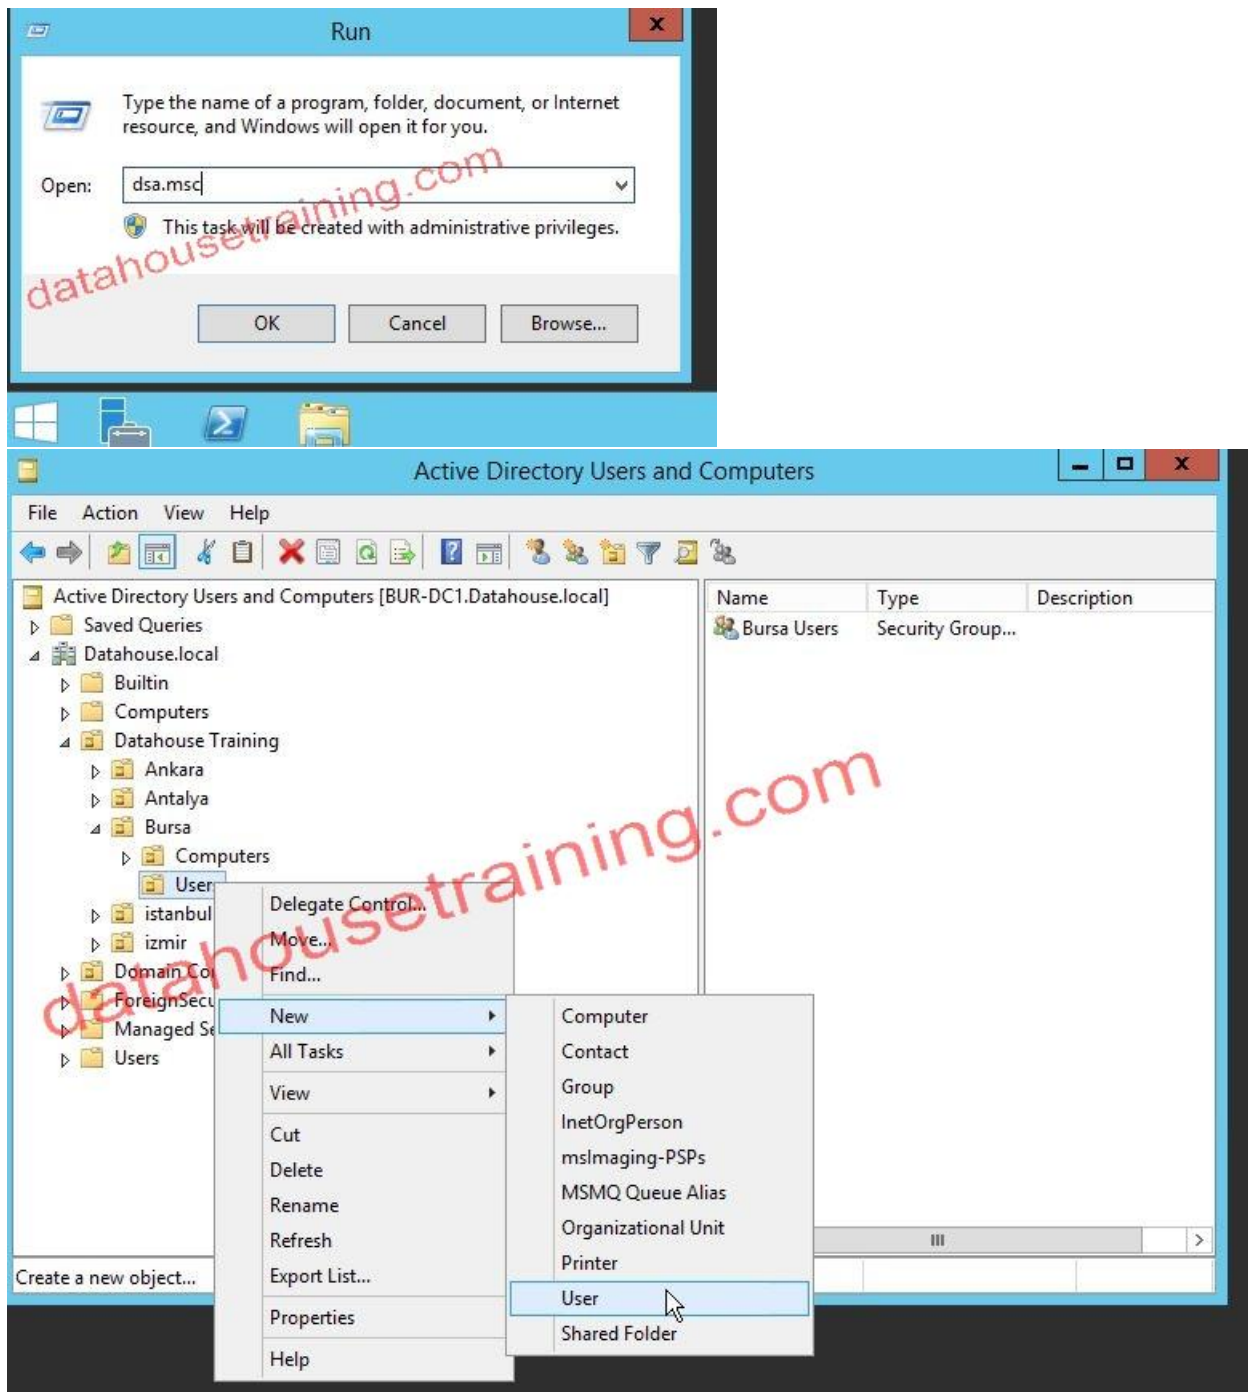 Run
x
Type the name of a program, folder, document, or Internet
resource, and Windows will open it for you.
Open:
dsa.msc
This task will be created with administrative privileges.
OK
Cancel
Browse...
datahousetraining.com
Active Directory Users and Computers
x
File Action View Help
Active Directory Users and Computers [BUR-DC1.Datahouse.local]
Saved Queries
Datahouse.local
Builtin
Computers
Datahouse Training
Ankara
Antalya
Bursa
Computers
User
istanbul
izmir
Domain Co
ForeignSecu
Managed Se
Users
Name Type Description
Bursa Users Security Group...
datahousetraining.com
Delegate Control...
Move...
Find...
New
All Tasks
View
Cut
Delete
Rename
Refresh
Export List...
Properties
Help
Computer
Contact
Group
InetOrgPerson
msImaging-PSPs
MSMQ Queue Alias
Organizational Unit
Printer
User
Shared Folder
Create a new object...